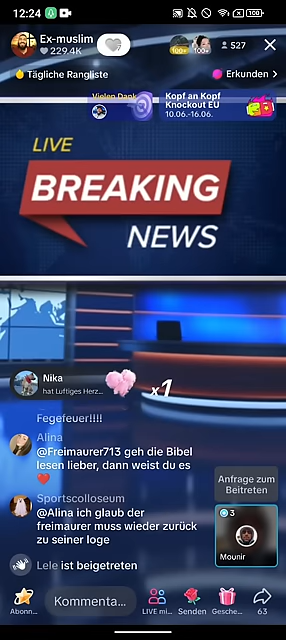 12:24
100
Ex-muslim
229.4K
100+
100+
527
Tägliche Rangliste
Erkunden >
Vielen Dank
Kopf an Kopf
Knockout EU
10.06.-16.06.
LIVE
BREAKING
NEWS
Nika
hat Luftiges Herz...
x1
Fegefeuer!!!!
Alina
@Freimaurer713 geh die Bibel
lesen lieber, dann weist du es
❤️
Sportscolloseum
@Alina ich glaub der
freimaurer muss wieder zurück
zu seiner loge
Anfrage zum
Beitreten
3
Mounir
Lele ist beigetreten
Abonn...
Kommenta...
LIVE mi...
Senden
Gesche...
63